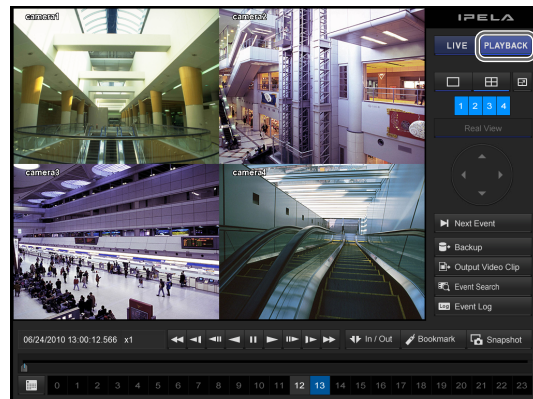 camera1
camera2
IPELA
LIVE PLAYBACK
1 2 3 4
Real View
camera3
camera4
Next Event
Backup
Output Video Clip
Event Search
LOG Event Log
06/24/2010 13:00:12.566 x1
In / Out Bookmark Snapshot
0 1 2 3 4 5 6 7 8 9 10 11 12 13 14 15 16 17 18 19 20 21 22 23